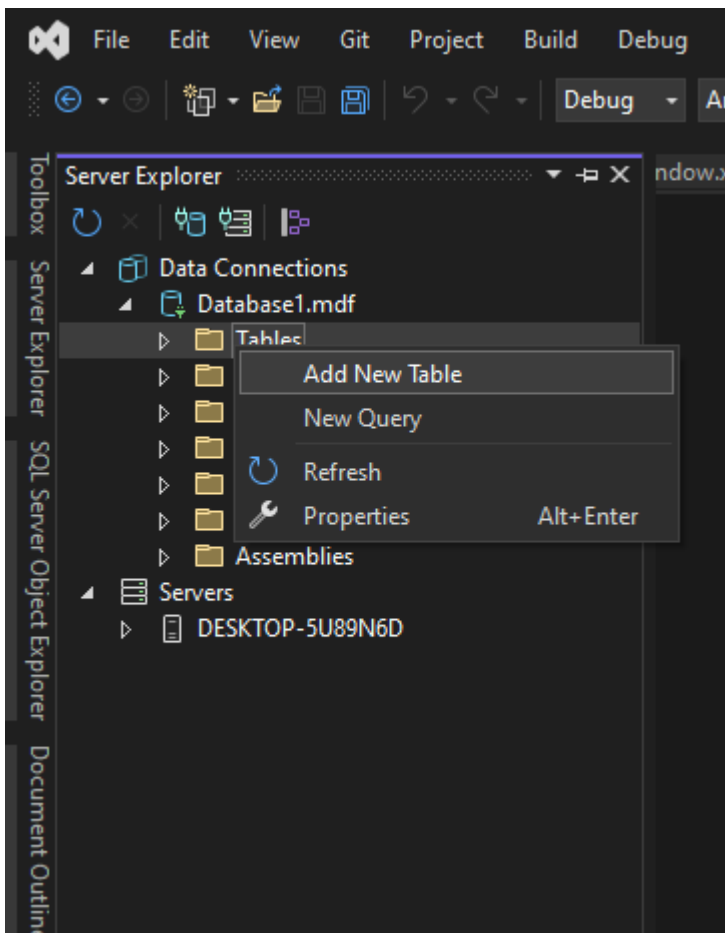 File Edit View Git Project Build Debug
Debug
Server Explorer
Data Connections
Database1.mdf
Tables
Add New Table
New Query
Refresh
Properties Alt+Enter
Assemblies
Servers
DESKTOP-5U89N6D
Toolbox
Server Explorer
SQL Server Object Explorer
Document Outline